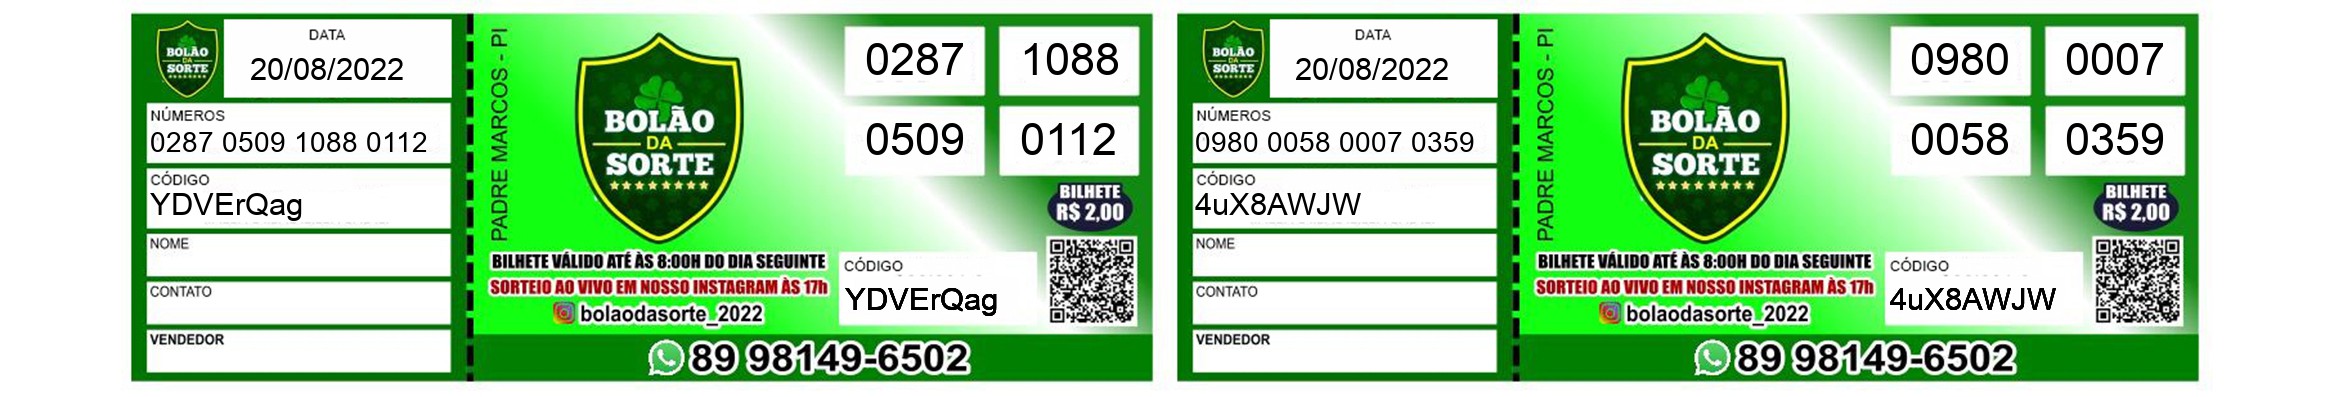 BOLÃO
DA
SORTE
DATA
20/08/2022
NÚMEROS
0287 0509 1088 0112
CÓDIGO
YDVErQag
NOME
CONTATO
VENDEDOR
PADRE MARCOS - PI
BOLÃO
DA
SORTE
0287 1088
0509 0112
BILHETE
R$ 2,00
BILHETE VÁLIDO ATÉ ÀS 8:00H DO DIA SEGUINTE
SORTEIO AO VIVO EM NOSSO INSTAGRAM ÀS 17h
bolaodasorte_2022
CÓDIGO
YDVErQag
89 98149-6502
BOLÃO
DA
SORTE
DATA
20/08/2022
NÚMEROS
0980 0058 0007 0359
CÓDIGO
4uX8AWJW
NOME
CONTATO
VENDEDOR
PADRE MARCOS - PI
BOLÃO
DA
SORTE
0980 0007
0058 0359
BILHETE
R$ 2,00
BILHETE VÁLIDO ATÉ ÀS 8:00H DO DIA SEGUINTE
SORTEIO AO VIVO EM NOSSO INSTAGRAM ÀS 17h
bolaodasorte_2022
CÓDIGO
4uX8AWJW
89 98149-6502